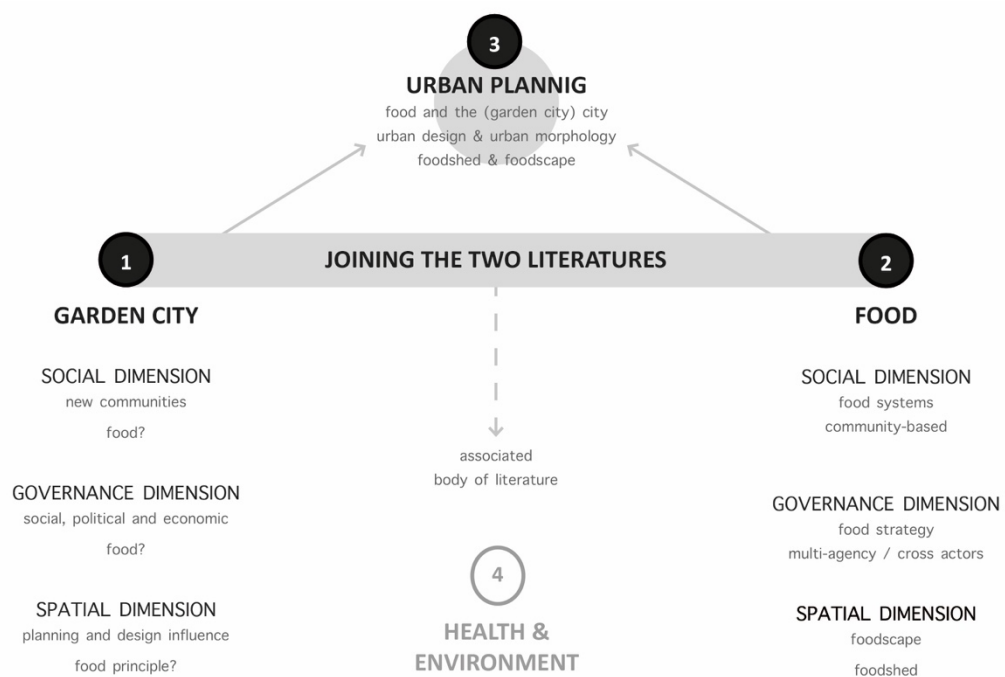 3
URBAN PLANNIG
food and the (garden city) city
urban design & urban morphology
foodshed & foodscape
1
JOINING THE TWO LITERATURES
2
GARDEN CITY
SOCIAL DIMENSION
new communities
food?
GOVERNANCE DIMENSION
social, political and economic
food?
SPATIAL DIMENSION
planning and design influence
food principle?
associated
body of literature
4
HEALTH &
ENVIRONMENT
FOOD
SOCIAL DIMENSION
food systems
community-based
GOVERNANCE DIMENSION
food strategy
multi-agency / cross actors
SPATIAL DIMENSION
foodscape
foodshed